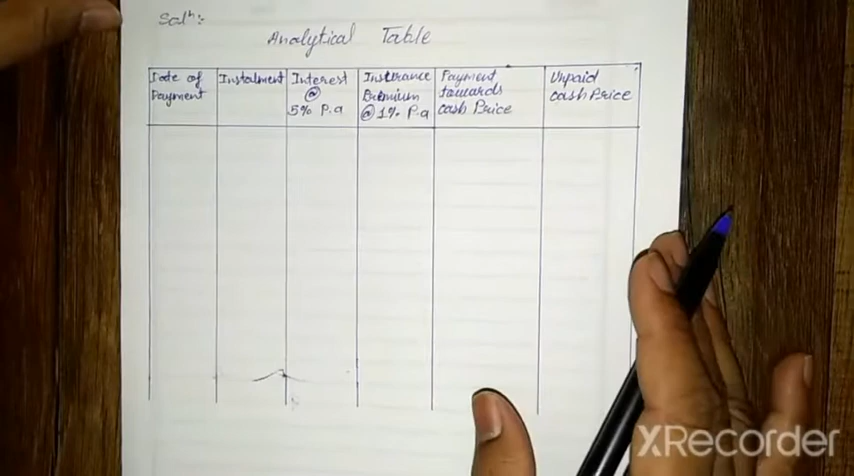 Solⁿ:
Analytical Table
Date of Payment
Instalment
Interest @ 5% P.a
Insurance Premium @ 1% P.a
Payment towards Cash Price
Unpaid Cash Price
XRecorder